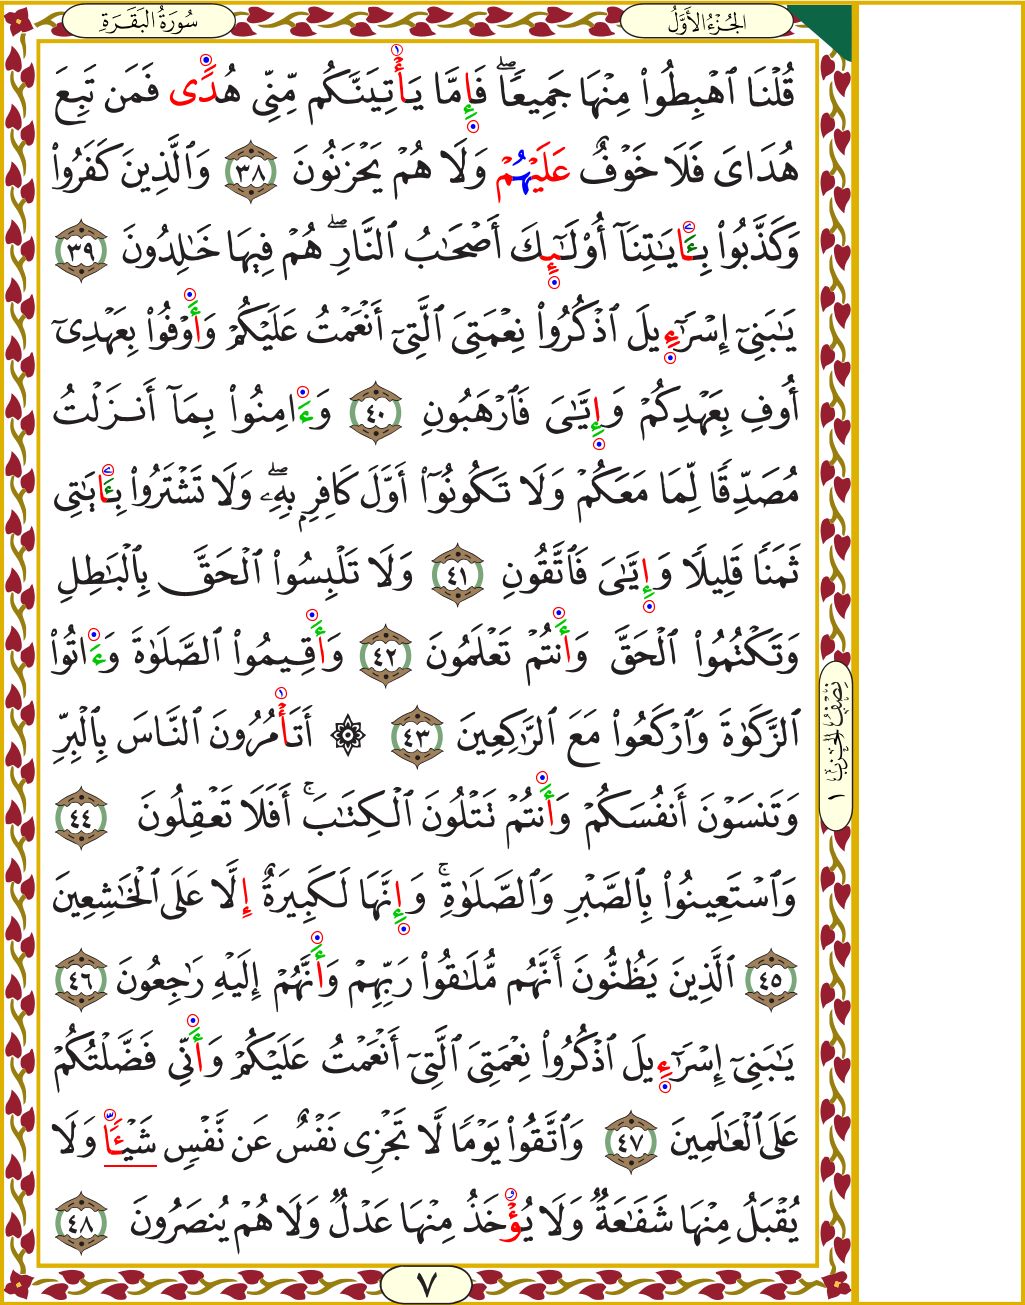 سُورَةُ البَقَرَةِ
الجُزْءُ الأَوَّلُ
قُلْنَا ٱهْبِطُوا۟ مِنْهَا جَمِيعًاۖ فَإِمَّا يَأْتِيَنَّكُم مِّنِّى هُدًى فَمَن تَبِعَ
هُدَاىَ فَلَا خَوْفٌ عَلَيْهُمْ وَلَا هُمْ يَحْزَنُونَ ٣٨ وَٱلَّذِينَ كَفَرُوا۟
وَكَذَّبُوا۟ بِـَٔايَـٰتِنَآ أُو۟لَـٰٓئِكَ أَصْحَـٰبُ ٱلنَّارِۖ هُمْ فِيهَا خَـٰلِدُونَ ٣٩
يَـٰبَنِىٓ إِسْرَٰٓءِيلَ ٱذْكُرُوا۟ نِعْمَتِىَ ٱلَّتِىٓ أَنْعَمْتُ عَلَيْكُمْ وَأَوْفُوا۟ بِعَهْدِىٓ
أُوفِ بِعَهْدِكُمْ وَإِيَّـٰىَ فَٱرْهَبُونِ ٤٠ وَءَامِنُوا۟ بِمَآ أَنزَلْتُ
مُصَدِّقًا لِّمَا مَعَكُمْ وَلَا تَكُونُوٓا۟ أَوَّلَ كَافِرٍۭ بِهِۦۖ وَلَا تَشْتَرُوا۟ بِـَٔايَـٰتِى
ثَمَنًا قَلِيلًا وَإِيَّـٰىَ فَٱتَّقُونِ ٤١ وَلَا تَلْبِسُوا۟ ٱلْحَقَّ بِٱلْبَـٰطِلِ
وَتَكْتُمُوا۟ ٱلْحَقَّ وَأَنتُمْ تَعْلَمُونَ ٤٢ وَأَقِيمُوا۟ ٱلصَّلَوٰةَ وَءَاتُوا۟
ٱلزَّكَوٰةَ وَٱرْكَعُوا۟ مَعَ ٱلرَّٰكِعِينَ ٤٣ ۞ أَتَأْمُرُونَ ٱلنَّاسَ بِٱلْبِرِّ
وَتَنسَوْنَ أَنفُسَكُمْ وَأَنتُمْ تَتْلُونَ ٱلْكِتَـٰبَۚ أَفَلَا تَعْقِلُونَ ٤٤
وَٱسْتَعِينُوا۟ بِٱلصَّبْرِ وَٱلصَّلَوٰةِۚ وَإِنَّهَا لَكَبِيرَةٌ إِلَّا عَلَى ٱلْخَـٰشِعِينَ
٤٥ ٱلَّذِينَ يَظُنُّونَ أَنَّهُم مُّلَـٰقُوا۟ رَبِّهِمْ وَأَنَّهُمْ إِلَيْهِ رَٰجِعُونَ ٤٦
يَـٰبَنِىٓ إِسْرَٰٓءِيلَ ٱذْكُرُوا۟ نِعْمَتِىَ ٱلَّتِىٓ أَنْعَمْتُ عَلَيْكُمْ وَأَنِّى فَضَّلْتُكُمْ
عَلَى ٱلْعَـٰلَمِينَ ٤٧ وَٱتَّقُوا۟ يَوْمًا لَّا تَجْزِى نَفْسٌ عَن نَّفْسٍ شَيْـًٔا وَلَا
يُقْبَلُ مِنْهَا شَفَـٰعَةٌ وَلَا يُؤْخَذُ مِنْهَا عَدْلٌ وَلَا هُمْ يُنصَرُونَ ٤٨
نِصْفُ الحِزْبِ ١
٧